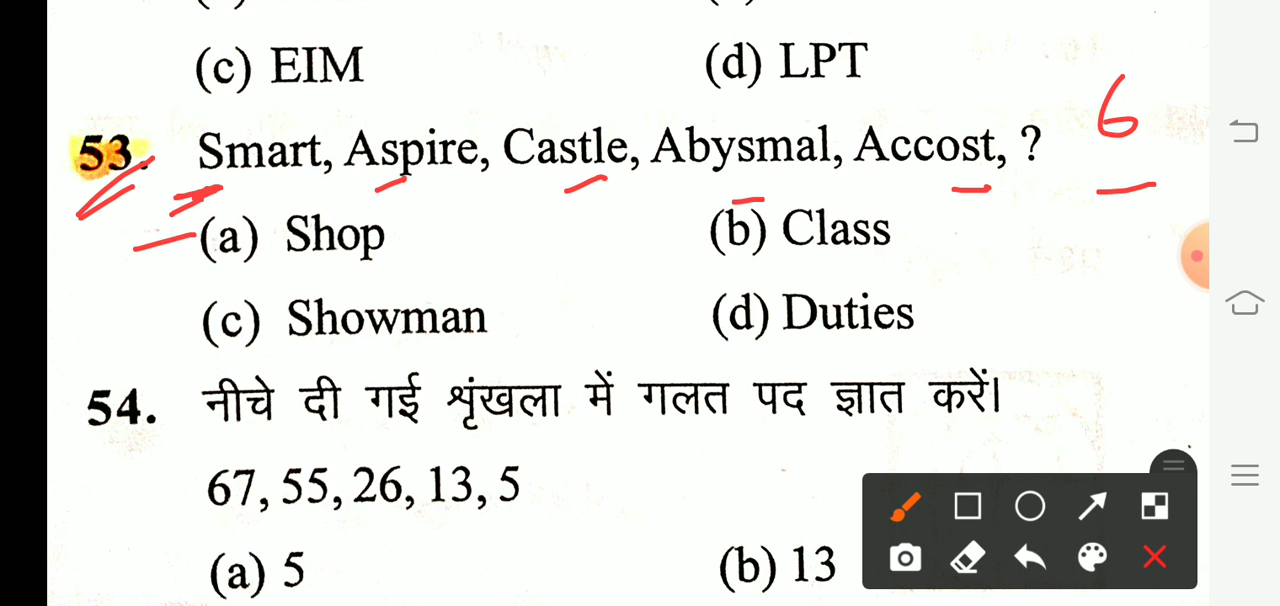 (c) EIM (d) LPT
53. Smart, Aspire, Castle, Abysmal, Accost, ? 6
(a) Shop (b) Class
(c) Showman (d) Duties
54. नीचे दी गई शृंखला में गलत पद ज्ञात करें।
67, 55, 26, 13, 5
(a) 5 (b) 13